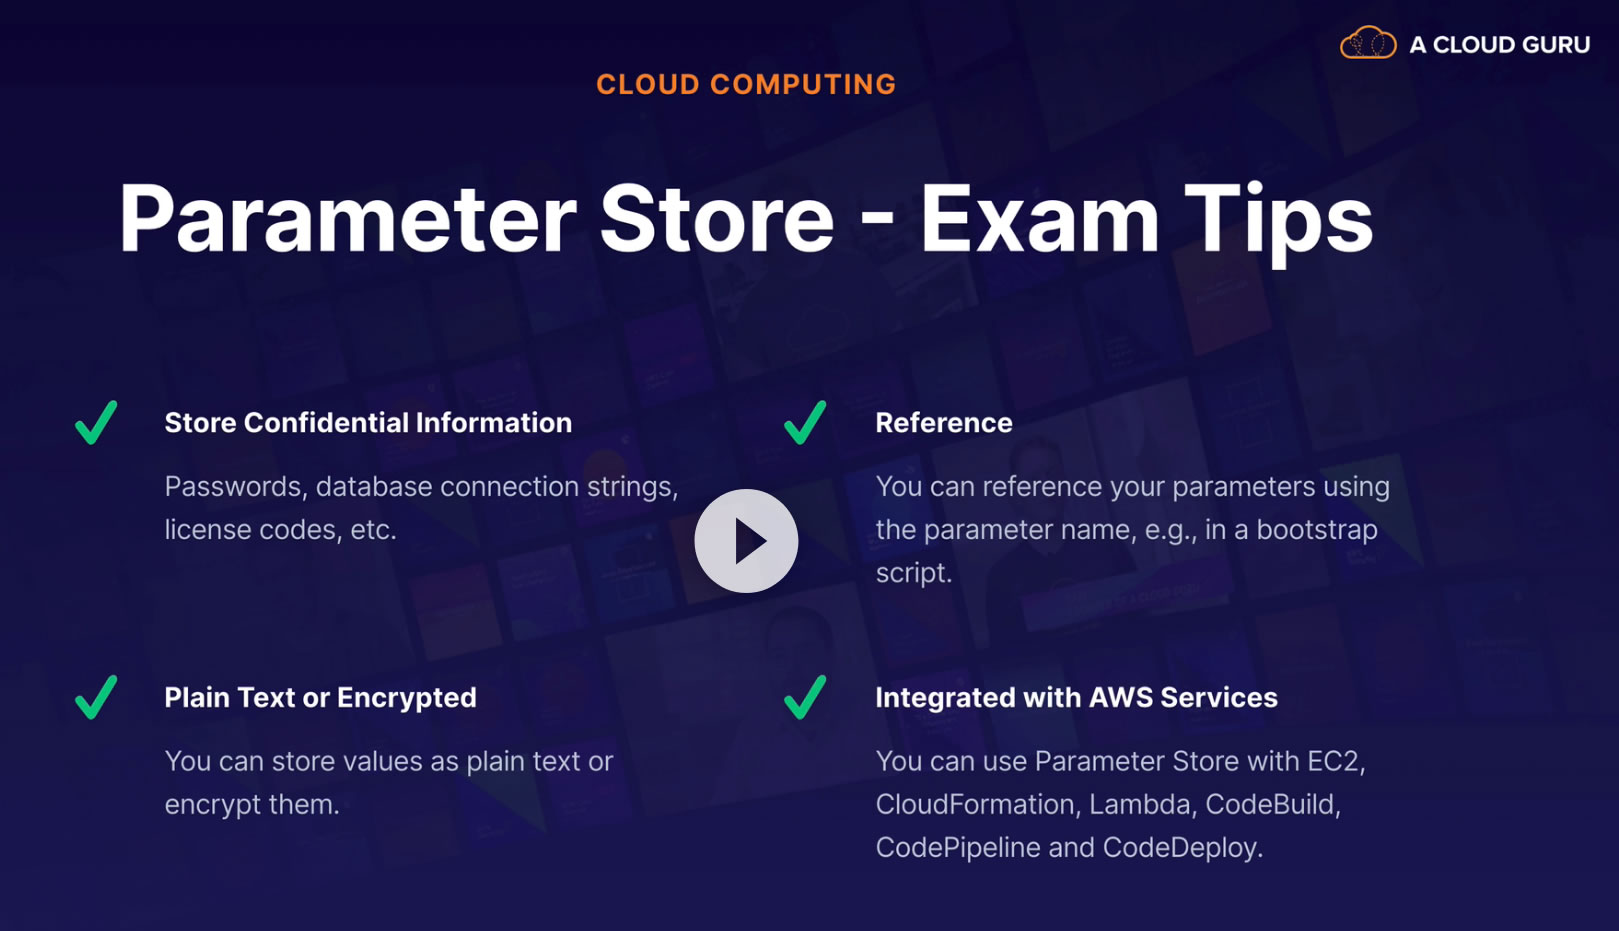 A CLOUD GURU
CLOUD COMPUTING
Parameter Store - Exam Tips
Store Confidential Information
Passwords, database connection strings,
license codes, etc.
Reference
You can reference your parameters using
the parameter name, e.g., in a bootstrap
script.
Plain Text or Encrypted
You can store values as plain text or
encrypt them.
Integrated with AWS Services
You can use Parameter Store with EC2,
CloudFormation, Lambda, CodeBuild,
CodePipeline and CodeDeploy.